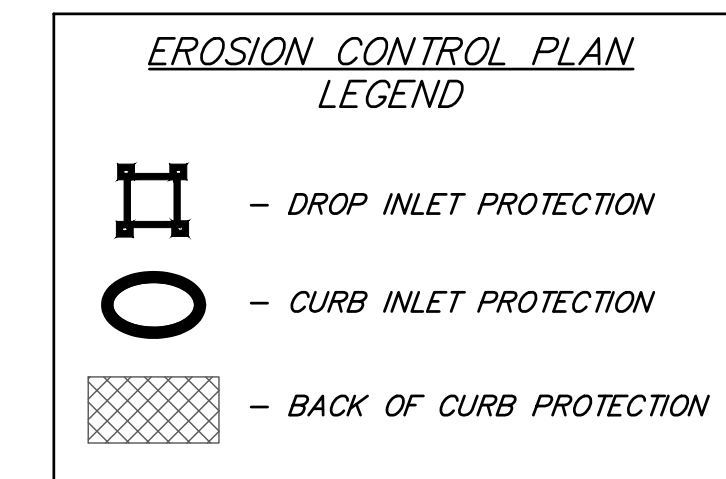 EROSION CONTROL PLAN
LEGEND
- DROP INLET PROTECTION
- CURB INLET PROTECTION
- BACK OF CURB PROTECTION